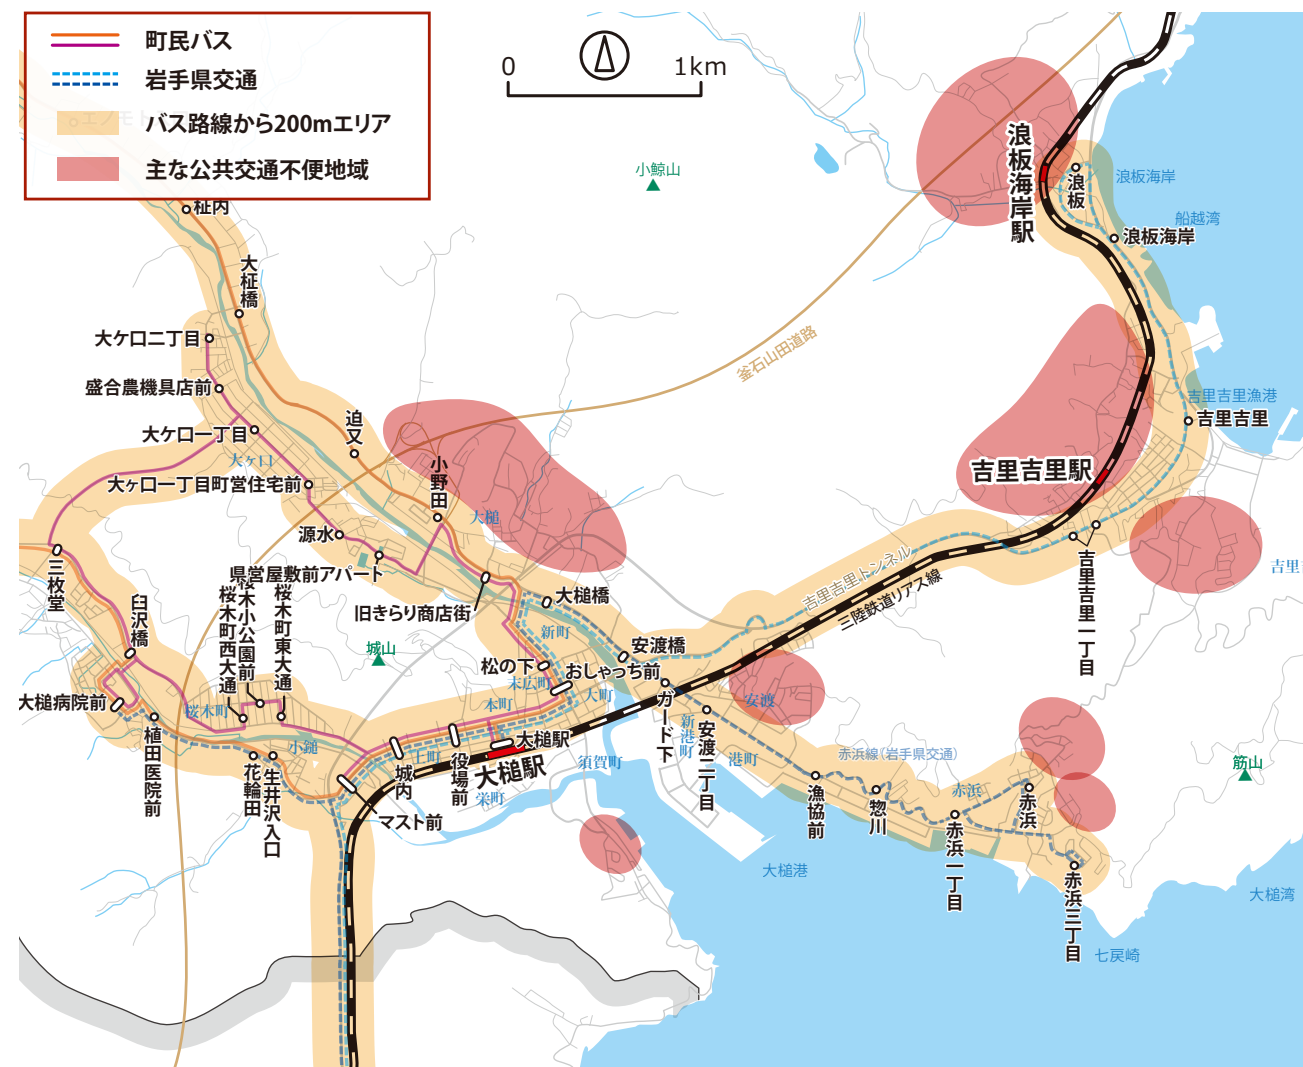 町民バス
岩手県交通
バス路線から200mエリア
主な公共交通不便地域
0
1km
小鯨山
浪板海岸駅
浪板
浪板海岸
浪板海岸
船越湾
柾内
大柾橋
大ケ口二丁目
盛合農機具店前
大ケ口一丁目
大ケ口
大ヶ口一丁目町営住宅前
迫又
小野田
大槌
釜石山田道路
吉里吉里漁港
吉里吉里
吉里吉里駅
源水
県営屋敷前アパート
三枚堂
臼沢橋
桜木町西大通
桜木小公園前
桜木町東大通
旧きらり商店街
城山
大槌橋
新町
安渡橋
松の下
おしゃっち前
末広町
大町
本町
吉里吉里トンネル
三陸鉄道リアス線
吉里吉里一丁目
吉里
大槌病院前
桜木町
植田医院前
小鎚
花輪田
生井沢入口
上町
城内
役場前
大槌駅
大槌駅
栄町
マスト前
須賀町
ガード下
新港町
安渡二丁目
安渡
港町
赤浜線(岩手県交通)
漁協前
惣川
赤浜
赤浜一丁目
赤浜
赤浜三丁目
筋山
大槌港
大槌湾
七戻崎